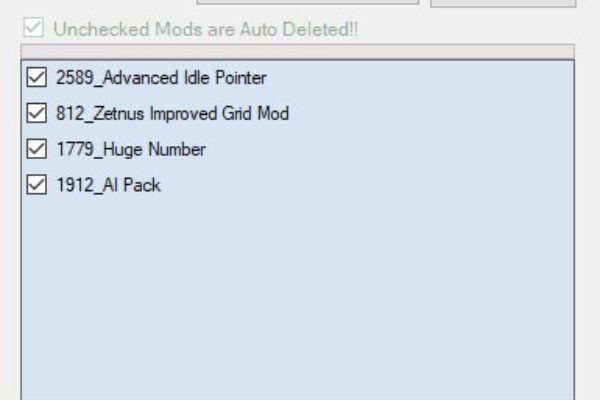 Unchecked Mods are Auto Deleted!!
2589_Advanced Idle Pointer
812_Zetnus Improved Grid Mod
1779_Huge Number
1912_AI Pack